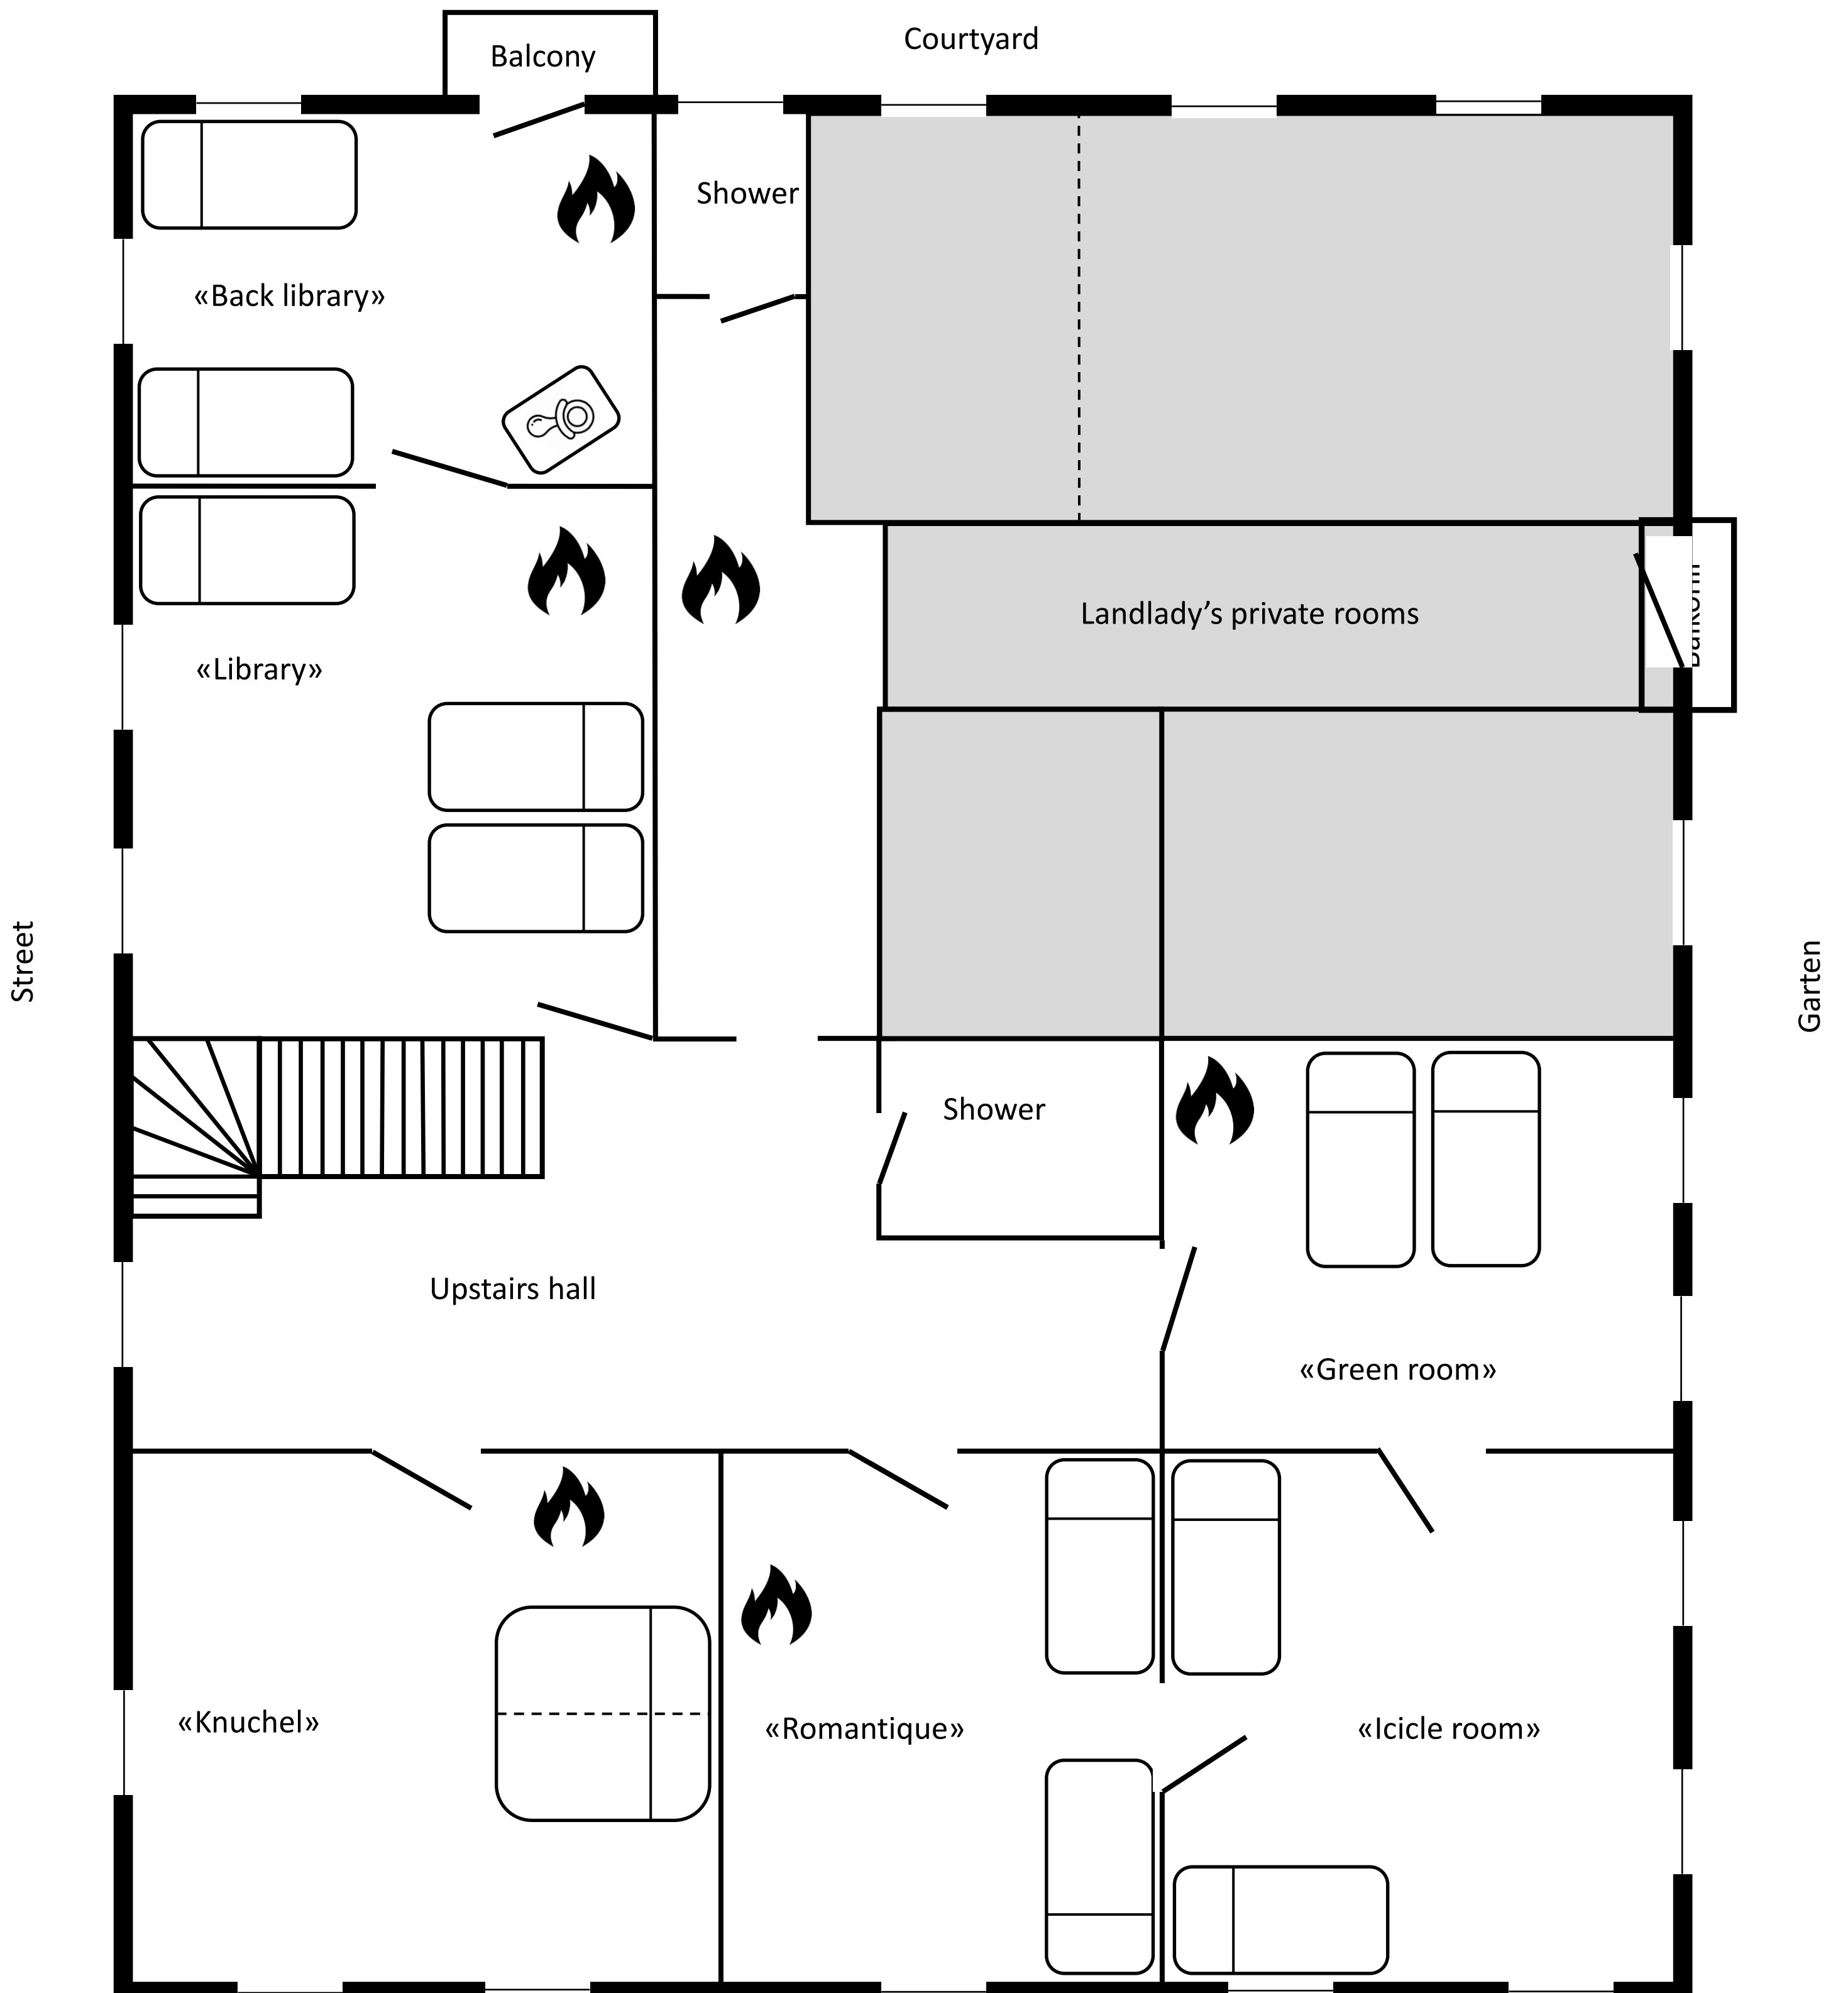 Courtyard
Balcony
Shower
«Back library»
Landlady’s private rooms
«Library»
Street
Garten
Shower
Upstairs hall
«Green room»
«Knuchel»
«Romantique»
«Icicle room»